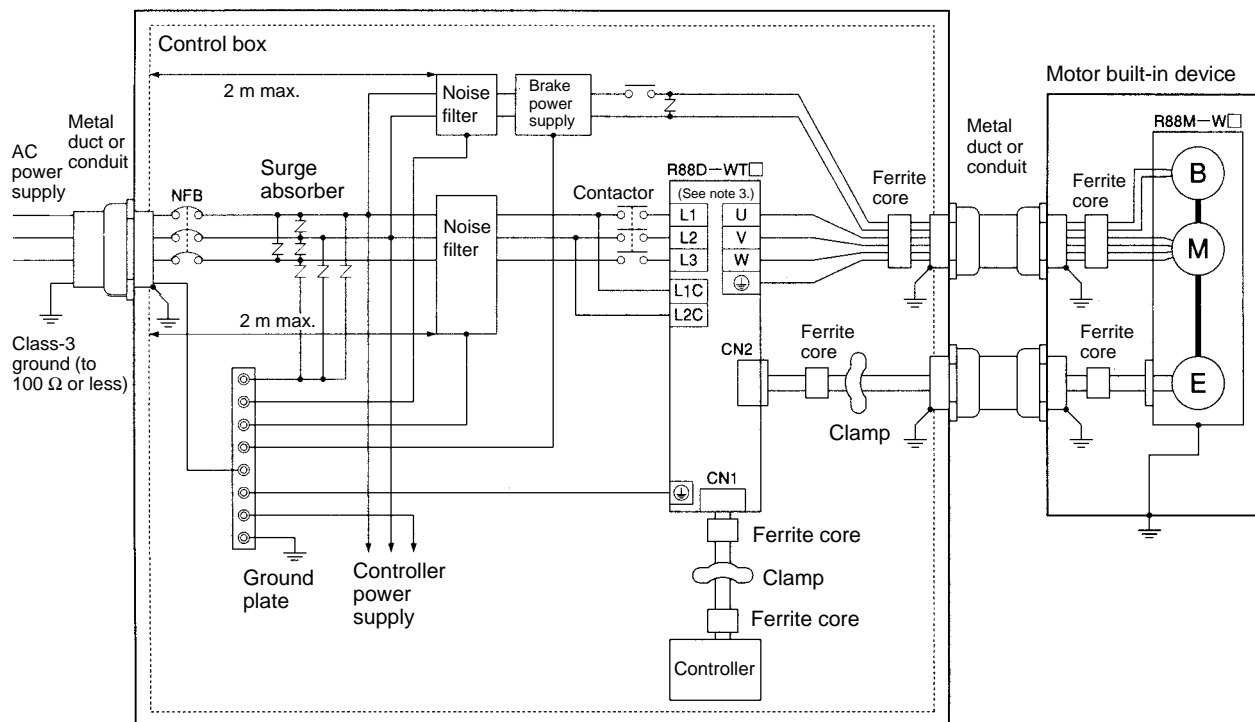 Control box
2 m max.
Noise
filter
Brake
power
supply
Motor built-in device
R88M-W□
Metal
duct or
conduit
AC
power
supply
NFB
Surge
absorber
Noise
filter
Contactor
R88D-WT□
(See note 3.)
L1
L2
L3
L1C
L2C
U
V
W
Ferrite
core
Metal
duct or
conduit
Ferrite
core
B
M
E
2 m max.
Class-3
ground (to
100 Ω or less)
CN2
Ferrite
core
Clamp
Ferrite
core
CN1
Ferrite core
Clamp
Ferrite core
Controller
Ground
plate
Controller
power
supply